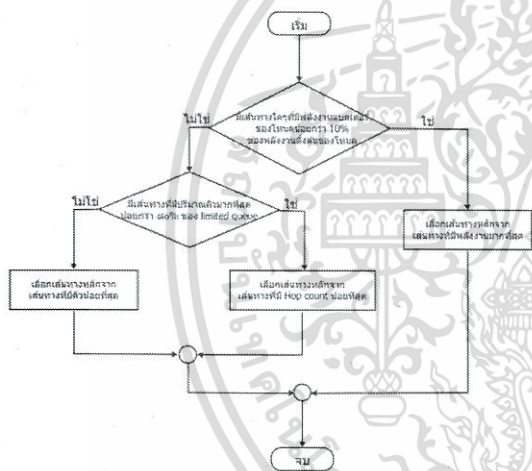 เริ่ม
มีเส้นทางใดๆที่มีพลังงานแบตเตอรี่
ของโหนดน้อยกว่า 10%
ของพลังงานตั้งต้นของโหนด
ไม่ใช่
ใช่
มีเส้นทางที่มีปริมาณคิวมากที่สุด
น้อยกว่า ๘๐% ของ limited queue
ไม่ใช่
ใช่
เลือกเส้นทางหลักจาก
เส้นทางที่มีพลังงานมากที่สุด
เลือกเส้นทางหลักจาก
เส้นทางที่มีคิวน้อยที่สุด
เลือกเส้นทางหลักจาก
เส้นทางที่มี Hop count น้อยที่สุด
จบ